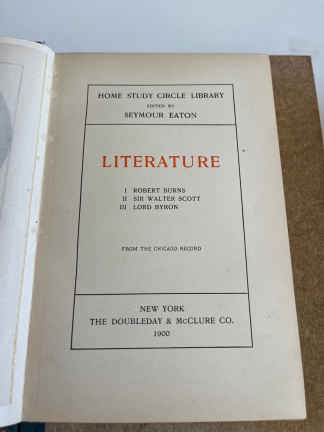 HOME STUDY CIRCLE LIBRARY
EDITED BY
SEYMOUR EATON
LITERATURE
I ROBERT BURNS
II SIR WALTER SCOTT
III LORD BYRON
FROM THE CHICAGO RECORD
NEW YORK
THE DOUBLEDAY & McCLURE CO.
1900